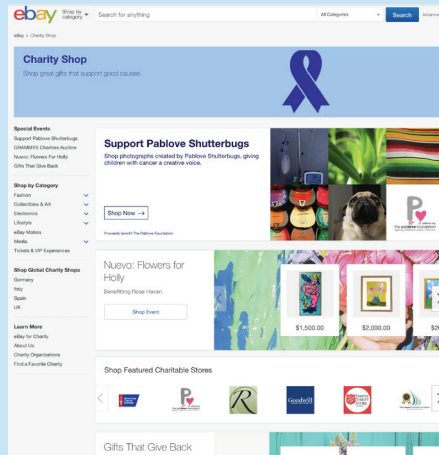 ebay
Shop by
category
Search for anything
All Categories
Search
Advanced
eBay > Charity Shop
Charity Shop
Shop great gifts that support good causes.
Special Events
Support Pablove Shutterbugs
GRAMMYS Charities Auction
Nuevo: Flowers For Holly
Gifts That Give Back
Shop by Category
Fashion
Collectibles & Art
Electronics
Lifestyle
eBay Motors
Media
Tickets & VIP Experiences
Shop Global Charity Shops
Germany
Italy
Spain
UK
Learn More
eBay for Charity
About Us
Charity Organizations
Find a Favorite Charity
Support Pablove Shutterbugs
Shop photographs created by Pablove Shutterbugs, giving
children with cancer a creative voice.
Shop Now →
Proceeds benefit The Pablove Foundation
the pablove foundation
Nuevo: Flowers for
Holly
Benefitting Rose Haven.
Shop Event
$1,500.00
$2,000.00
Shop Featured Charitable Stores
P
R
Goodwill
Gifts That Give Back